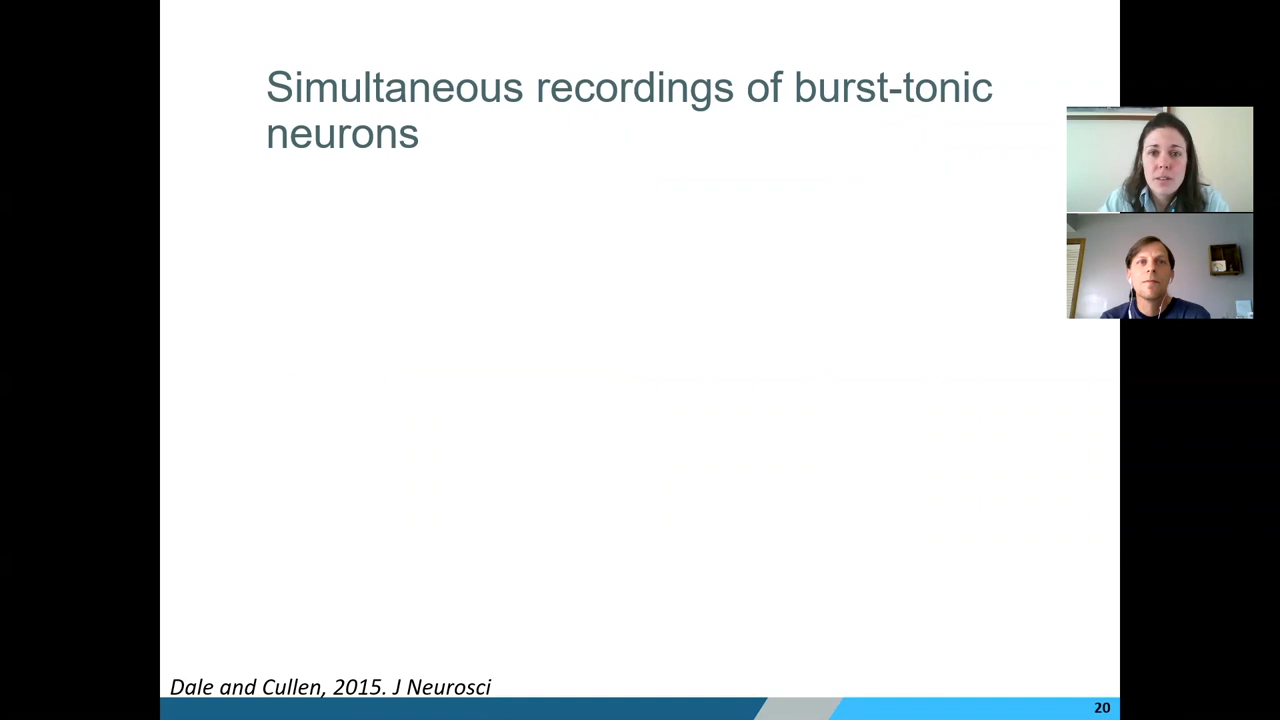 Simultaneous recordings of burst-tonic
neurons
Dale and Cullen, 2015. J Neurosci
20